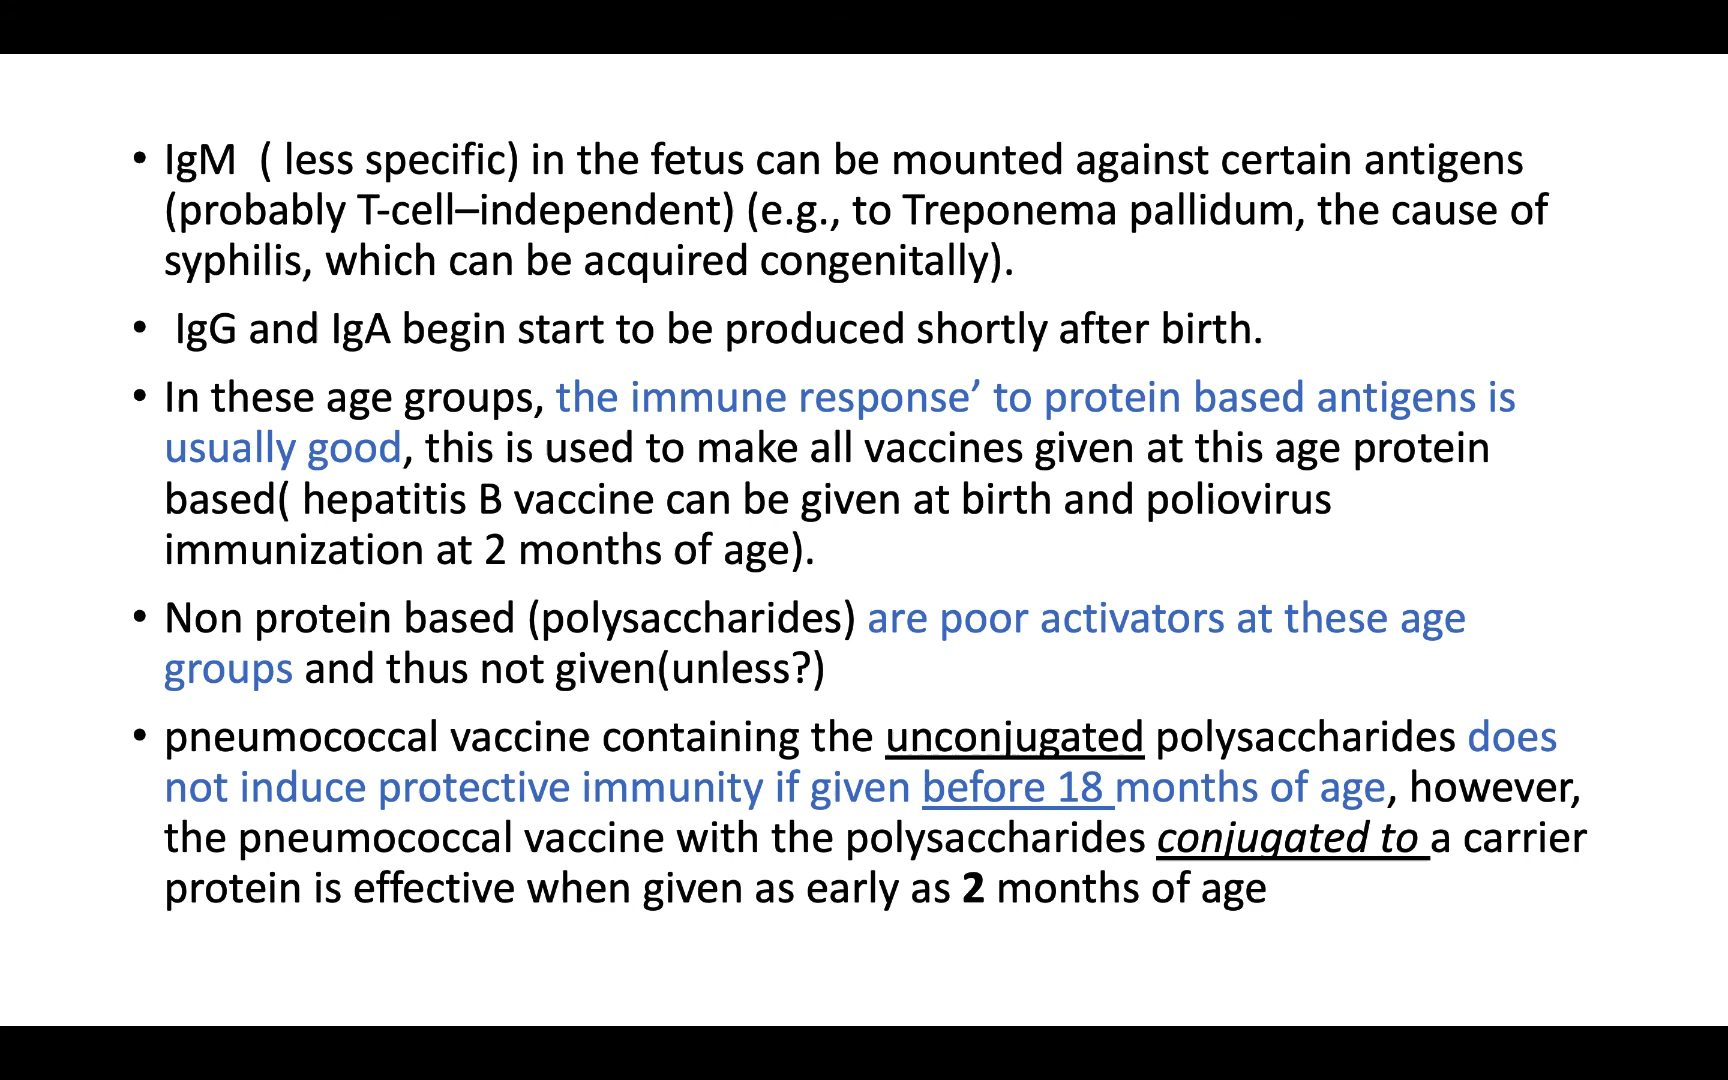 • IgM ( less specific) in the fetus can be mounted against certain antigens
(probably T-cell–independent) (e.g., to Treponema pallidum, the cause of
syphilis, which can be acquired congenitally).
• IgG and IgA begin start to be produced shortly after birth.
• In these age groups, the immune response’ to protein based antigens is
usually good, this is used to make all vaccines given at this age protein
based( hepatitis B vaccine can be given at birth and poliovirus
immunization at 2 months of age).
• Non protein based (polysaccharides) are poor activators at these age
groups and thus not given(unless?)
• pneumococcal vaccine containing the unconjugated polysaccharides does
not induce protective immunity if given before 18 months of age, however,
the pneumococcal vaccine with the polysaccharides conjugated to a carrier
protein is effective when given as early as 2 months of age